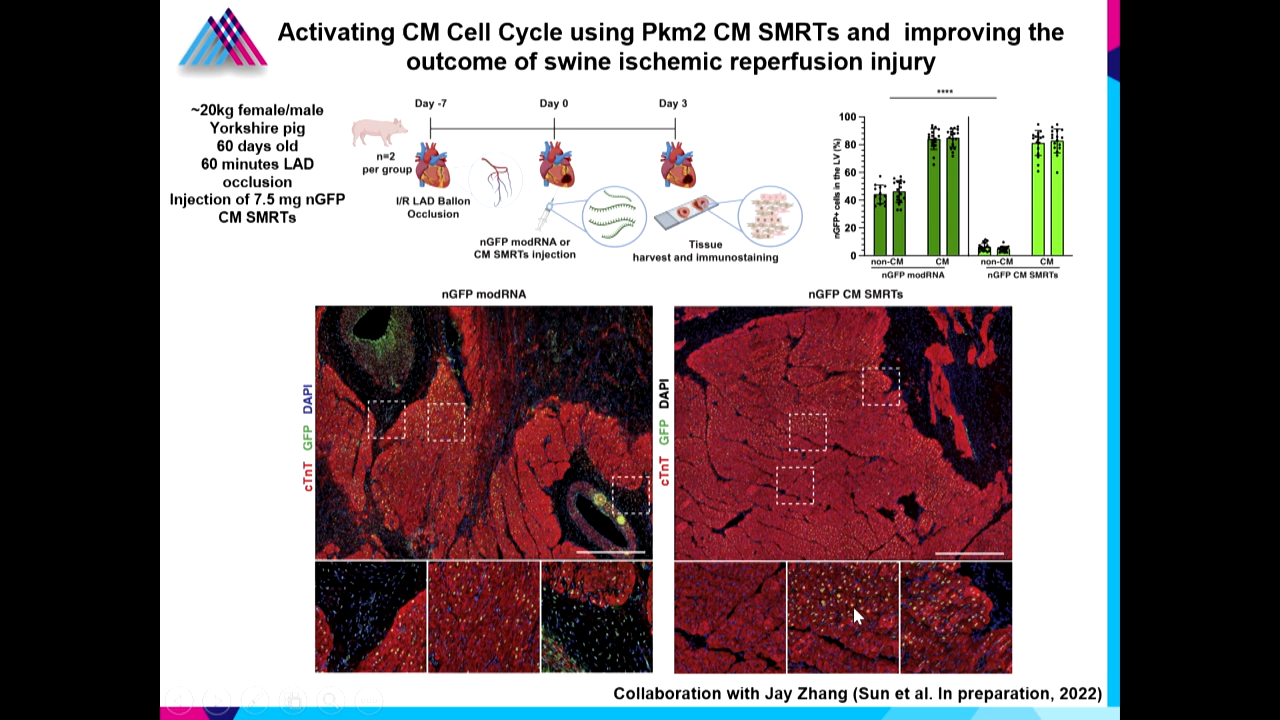 Activating CM Cell Cycle using Pkm2 CM SMRTs and improving the
outcome of swine ischemic reperfusion injury
~20kg female/male
Yorkshire pig
60 days old
60 minutes LAD
occlusion
Injection of 7.5 mg nGFP
CM SMRTs
Day -7
Day 0
Day 3
n=2
per group
I/R LAD Ballon
Occlusion
nGFP modRNA or
CM SMRTs injection
Tissue
harvest and immunostaining
****
nGFP+ cells in the LV (%)
100
80
60
40
20
0
non-CM
CM
non-CM
CM
nGFP modRNA
nGFP CM SMRTs
nGFP modRNA
nGFP CM SMRTs
cTnT GFP DAPI
cTnT GFP DAPI
Collaboration with Jay Zhang (Sun et al. In preparation, 2022)